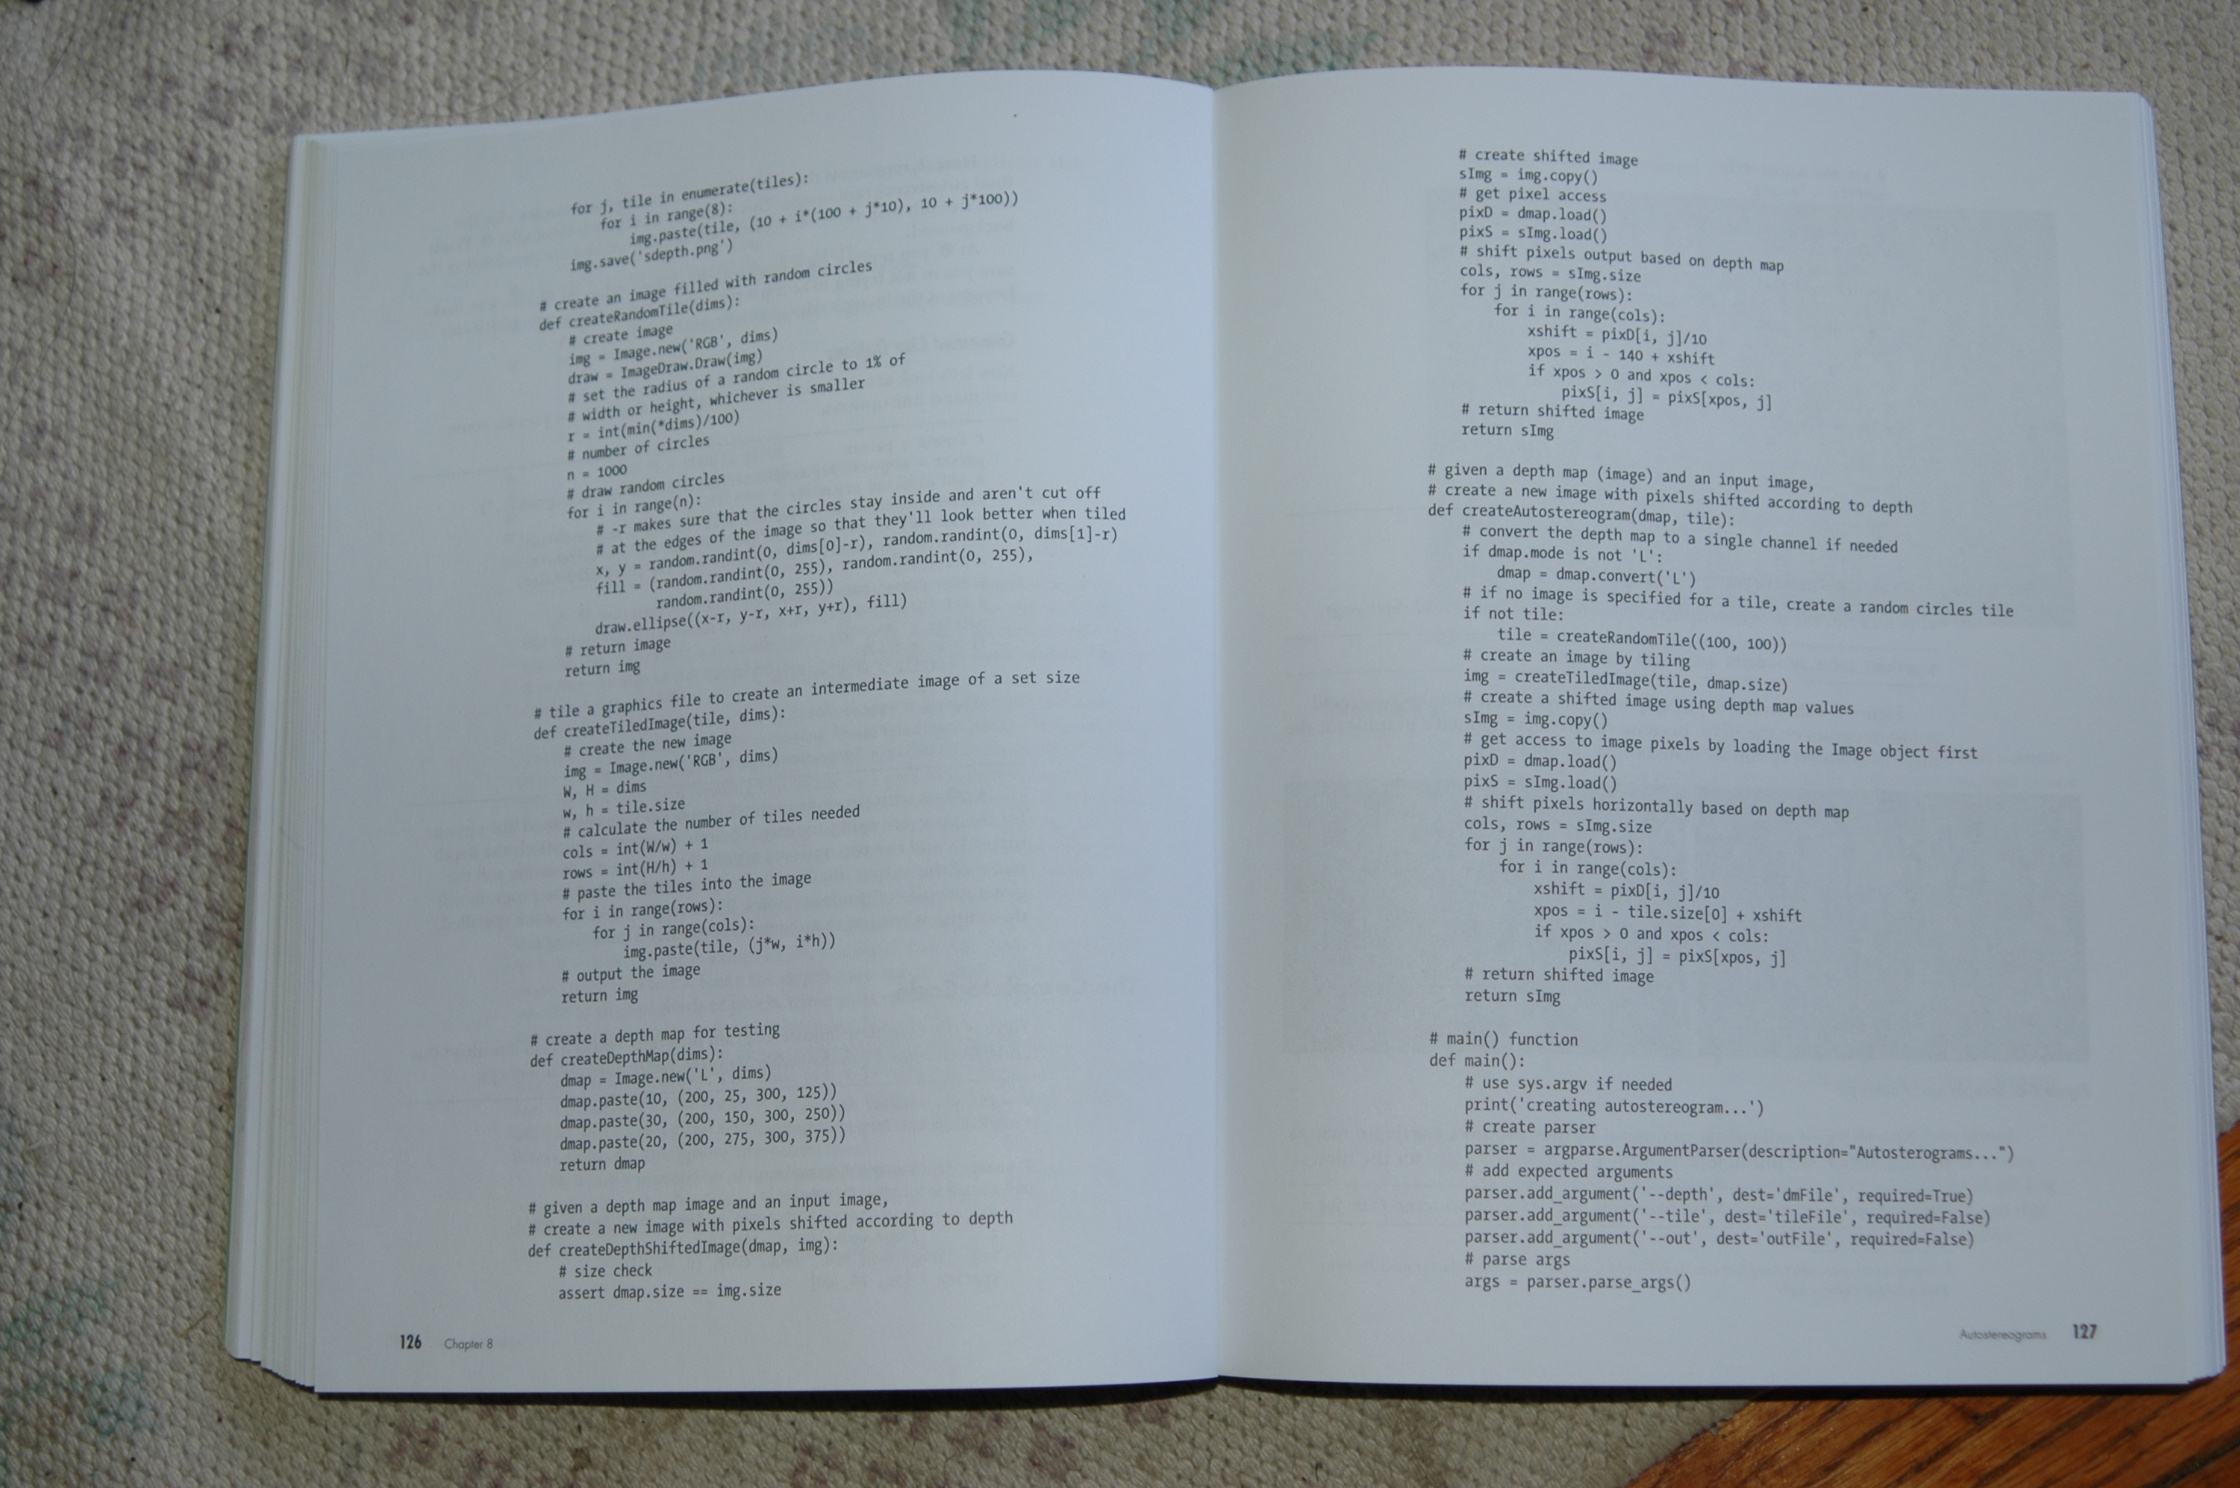 for j, tile in enumerate(tiles):
for i in range(8):
img.paste(tile, (10 + i*(100 + j*10), 10 + j*100))
img.save('sdepth.png')
# create an image filled with random circles
def createRandomTile(dims):
# create image
img = Image.new('RGB', dims)
draw = ImageDraw.Draw(img)
# set the radius of a random circle to 1% of
# width or height, whichever is smaller
r = int(min(*dims)/100)
# number of circles
n = 1000
# draw random circles
for i in range(n):
# -r makes sure that the circles stay inside and aren't cut off
# at the edges of the image so that they'll look better when tiled
x, y = random.randint(0, dims[0]-r), random.randint(0, dims[1]-r)
fill = (random.randint(0, 255), random.randint(0, 255),
random.randint(0, 255))
draw.ellipse((x-r, y-r, x+r, y+r), fill)
# return image
return img
# tile a graphics file to create an intermediate image of a set size
def createTiledImage(tile, dims):
# create the new image
img = Image.new('RGB', dims)
W, H = dims
w, h = tile.size
# calculate the number of tiles needed
cols = int(W/w) + 1
rows = int(H/h) + 1
# paste the tiles into the image
for i in range(rows):
for j in range(cols):
img.paste(tile, (j*w, i*h))
# output the image
return img
# create a depth map for testing
def createDepthMap(dims):
dmap = Image.new('L', dims)
dmap.paste(10, (200, 25, 300, 125))
dmap.paste(30, (200, 150, 300, 250))
dmap.paste(20, (200, 275, 300, 375))
return dmap
# given a depth map image and an input image,
# create a new image with pixels shifted according to depth
def createDepthShiftedImage(dmap, img):
# size check
assert dmap.size == img.size
126 Chapter 8
# create shifted image
sImg = img.copy()
# get pixel access
pixD = dmap.load()
pixS = sImg.load()
# shift pixels output based on depth map
cols, rows = sImg.size
for j in range(rows):
for i in range(cols):
xshift = pixD[i, j]/10
xpos = i - 140 + xshift
if xpos > 0 and xpos < cols:
pixS[i, j] = pixS[xpos, j]
# return shifted image
return sImg
# given a depth map (image) and an input image,
# create a new image with pixels shifted according to depth
def createAutostereogram(dmap, tile):
# convert the depth map to a single channel if needed
if dmap.mode is not 'L':
dmap = dmap.convert('L')
# if no image is specified for a tile, create a random circles tile
if not tile:
tile = createRandomTile((100, 100))
# create an image by tiling
img = createTiledImage(tile, dmap.size)
# create a shifted image using depth map values
sImg = img.copy()
# get access to image pixels by loading the Image object first
pixD = dmap.load()
pixS = sImg.load()
# shift pixels horizontally based on depth map
cols, rows = sImg.size
for j in range(rows):
for i in range(cols):
xshift = pixD[i, j]/10
xpos = i - tile.size[0] + xshift
if xpos > 0 and xpos < cols:
pixS[i, j] = pixS[xpos, j]
# return shifted image
return sImg
# main() function
def main():
# use sys.argv if needed
print('creating autostereogram...')
# create parser
parser = argparse.ArgumentParser(description="Autosterograms...")
# add expected arguments
parser.add_argument('--depth', dest='dmFile', required=True)
parser.add_argument('--tile', dest='tileFile', required=False)
parser.add_argument('--out', dest='outFile', required=False)
# parse args
args = parser.parse_args()
Autostereograms 127